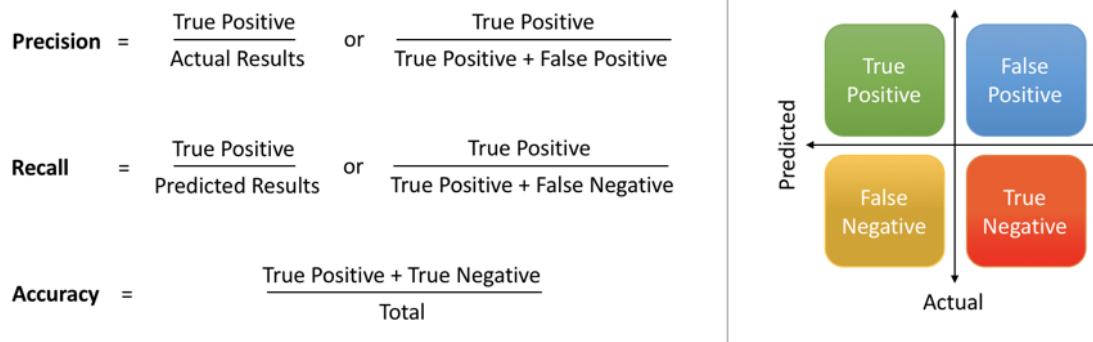 Precision = True Positive / Actual Results or True Positive / True Positive + False Positive
Recall = True Positive / Predicted Results or True Positive / True Positive + False Negative
Accuracy = True Positive + True Negative / Total
Predicted
True Positive
False Positive
False Negative
True Negative
Actual